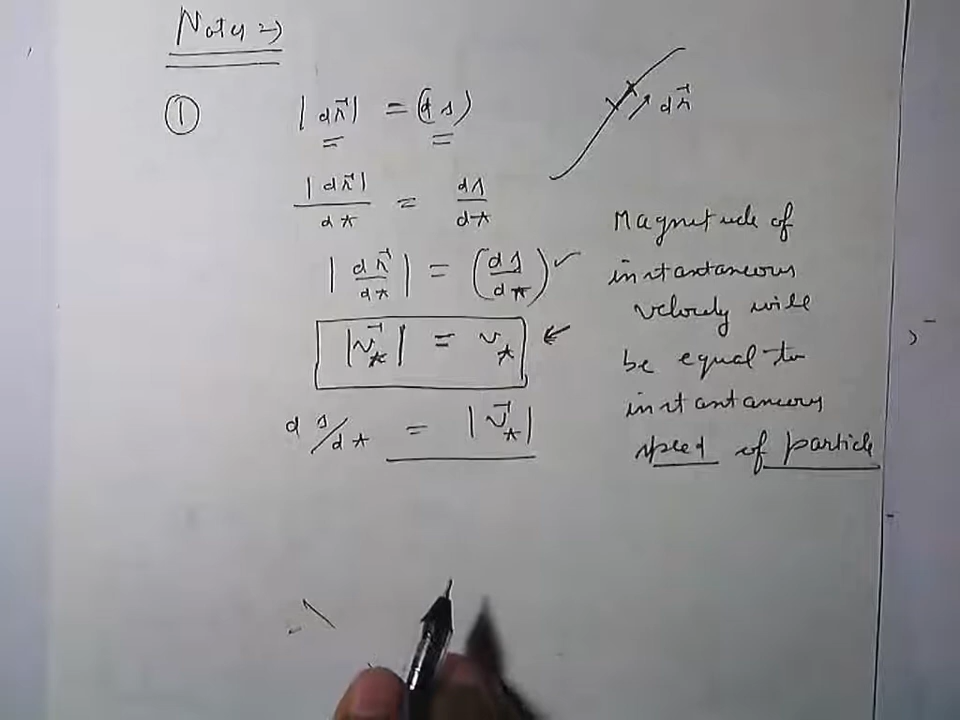 Notes =>
① |dr⃗| = (ds)
dr⃗
|dr⃗|/dt = ds/dt
|dr⃗/dt| = (ds/dt) ✓
|v⃗t| = vt ←
ds/dt = |v⃗t|
Magnitude of
instantaneous
velocity will
be equal to
instantaneous
speed of particle